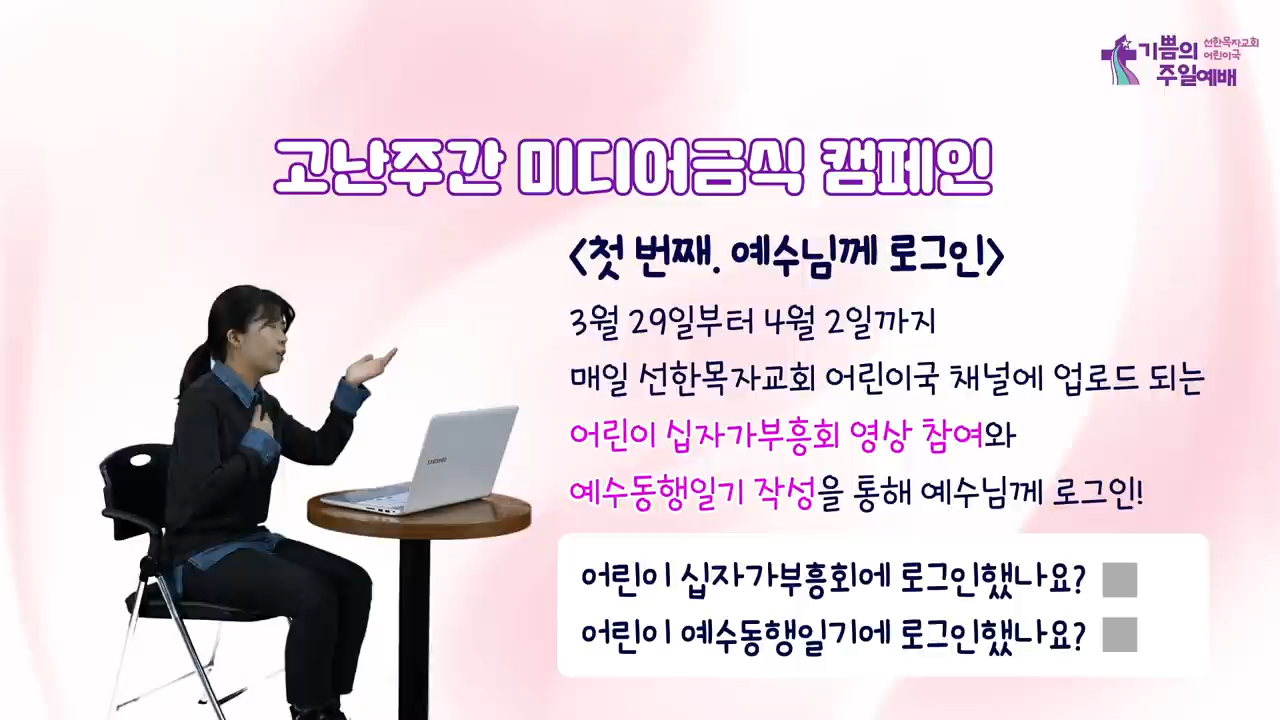 기쁨의 선한목자교회 어린이국
주일예배
고난주간 미디어금식 캠페인
<첫 번째. 예수님께 로그인>
3월 29일부터 4월 2일까지
매일 선한목자교회 어린이국 채널에 업로드 되는
어린이 십자가부흥회 영상 참여와
예수동행일기 작성을 통해 예수님께 로그인!
어린이 십자가부흥회에 로그인했나요?
어린이 예수동행일기에 로그인했나요?
SAMSUNG